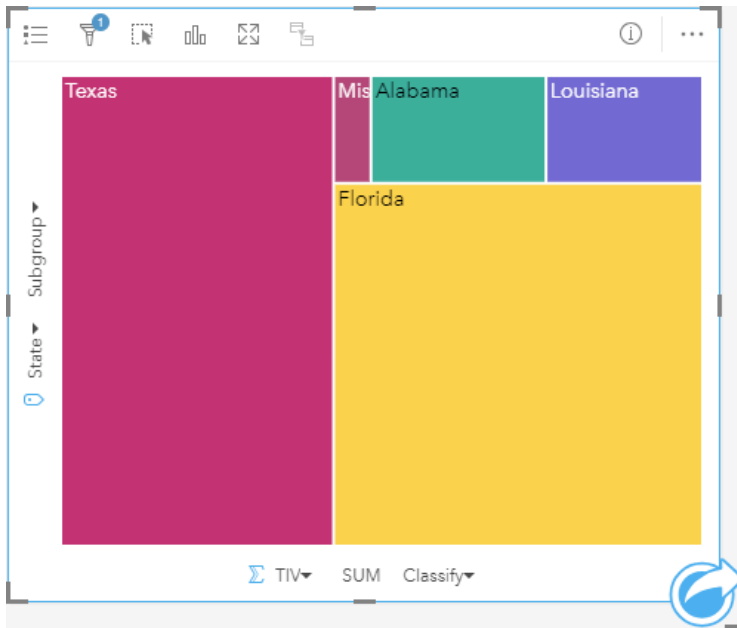 1
Texas
Mis
Alabama
Louisiana
Florida
Subgroup
State
Σ TIV SUM Classify